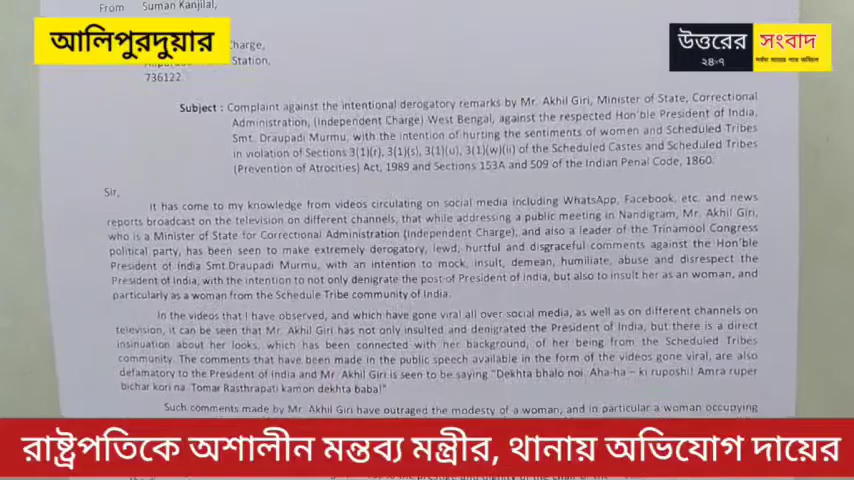 From Suman Kanjilal,
আলিপুরদুয়ার
উত্তরের সংবাদ
২৪×৭
Charge,
Station,
736122
Subject : Complaint against the intentional derogatory remarks by Mr. Akhil Giri, Minister of State, Correctional
Administration, (Independent Charge) West Bengal, against the respected Hon'ble President of India,
Smt. Draupadi Murmu, with the intention of hurting the sentiments of women and Scheduled Tribes
in violation of Sections 3(1)(r), 3(1)(s), 3(1)(u), 3(1)(w)(ii) of the Scheduled Castes and Scheduled Tribes
(Prevention of Atrocities) Act, 1989 and Sections 153A and 509 of the Indian Penal Code, 1860.
Sir,
It has come to my knowledge from videos circulating on social media including WhatsApp, Facebook, etc. and news
reports broadcast on the television on different channels, that while addressing a public meeting in Nandigram, Mr. Akhil Giri,
who is a Minister of State for Correctional Administration (Independent Charge), and also a leader of the Trinamool Congress
political party, has been seen to make extremely derogatory, lewd, hurtful and disgraceful comments against the Hon'ble
President of India Smt.Draupadi Murmu, with an intention to mock, insult, demean, humiliate, abuse and disrespect the
President of India, with the intention to not only denigrate the post of President of India, but also to insult her as an woman, and
particularly as a woman from the Schedule Tribe community of India.
In the videos that I have observed, and which have gone viral all over social media, as well as on different channels on
television, it can be seen that Mr. Akhil Giri has not only insulted and denigrated the President of India, but there is a direct
insinuation about her looks, which has been connected with her background, of her being from the Scheduled Tribes
community. The comments that have been made in the public speech available in the form of the videos gone viral, are also
defamatory to the President of India and Mr. Akhil Giri is seen to be saying "Dekhta bhalo noi. Aha-ha – ki ruposhi! Amra ruper
bichar kori na. Tomar Rasthrapati kamon dekhta baba!"
Such comments made by Mr. Akhil Giri have outraged the modesty of a woman, and in particular a woman occupying
রাষ্ট্রপতিকে অশালীন মন্তব্য মন্ত্রীর, থানায় অভিযোগ দায়ের